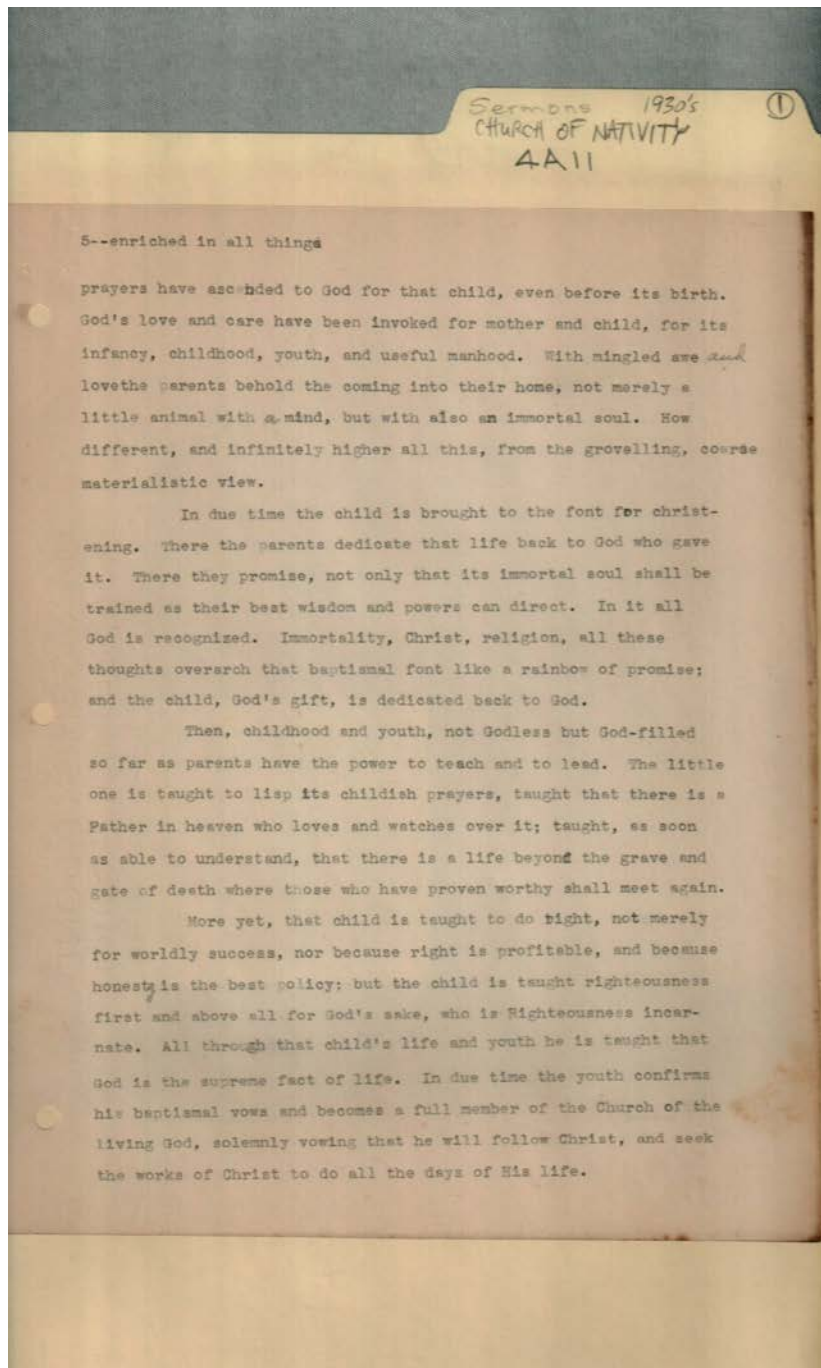 Sermons 1930's ①
CHURCH OF NATIVITY
4A11
5--enriched in all things
prayers have ascended to God for that child, even before its birth.
God's love and care have been invoked for mother and child, for its
infancy, childhood, youth, and useful manhood. With mingled awe and
lovethe parents behold the coming into their home, not merely a
little animal with a mind, but with also an immortal soul. How
different, and infinitely higher all this, from the grovelling, coarse
materialistic view.
In due time the child is brought to the font for christ-
ening. There the parents dedicate that life back to God who gave
it. There they promise, not only that its immortal soul shall be
trained as their best wisdom and powers can direct. In it all
God is recognized. Immortality, Christ, religion, all these
thoughts overarch that baptismal font like a rainbow of promise;
and the child, God's gift, is dedicated back to God.
Then, childhood and youth, not Godless but God-filled
so far as parents have the power to teach and to lead. The little
one is taught to lisp its childish prayers, taught that there is a
Father in heaven who loves and watches over it; taught, as soon
as able to understand, that there is a life beyond the grave and
gate of death where those who have proven worthy shall meet again.
More yet, that child is taught to do right, not merely
for worldly success, nor because right is profitable, and because
honesty is the best policy; but the child is taught righteousness
first and above all for God's sake, who is Righteousness incar-
nate. All through that child's life and youth he is taught that
God is the supreme fact of life. In due time the youth confirms
his baptismal vows and becomes a full member of the Church of the
living God, solemnly vowing that he will follow Christ, and seek
the works of Christ to do all the days of His life.